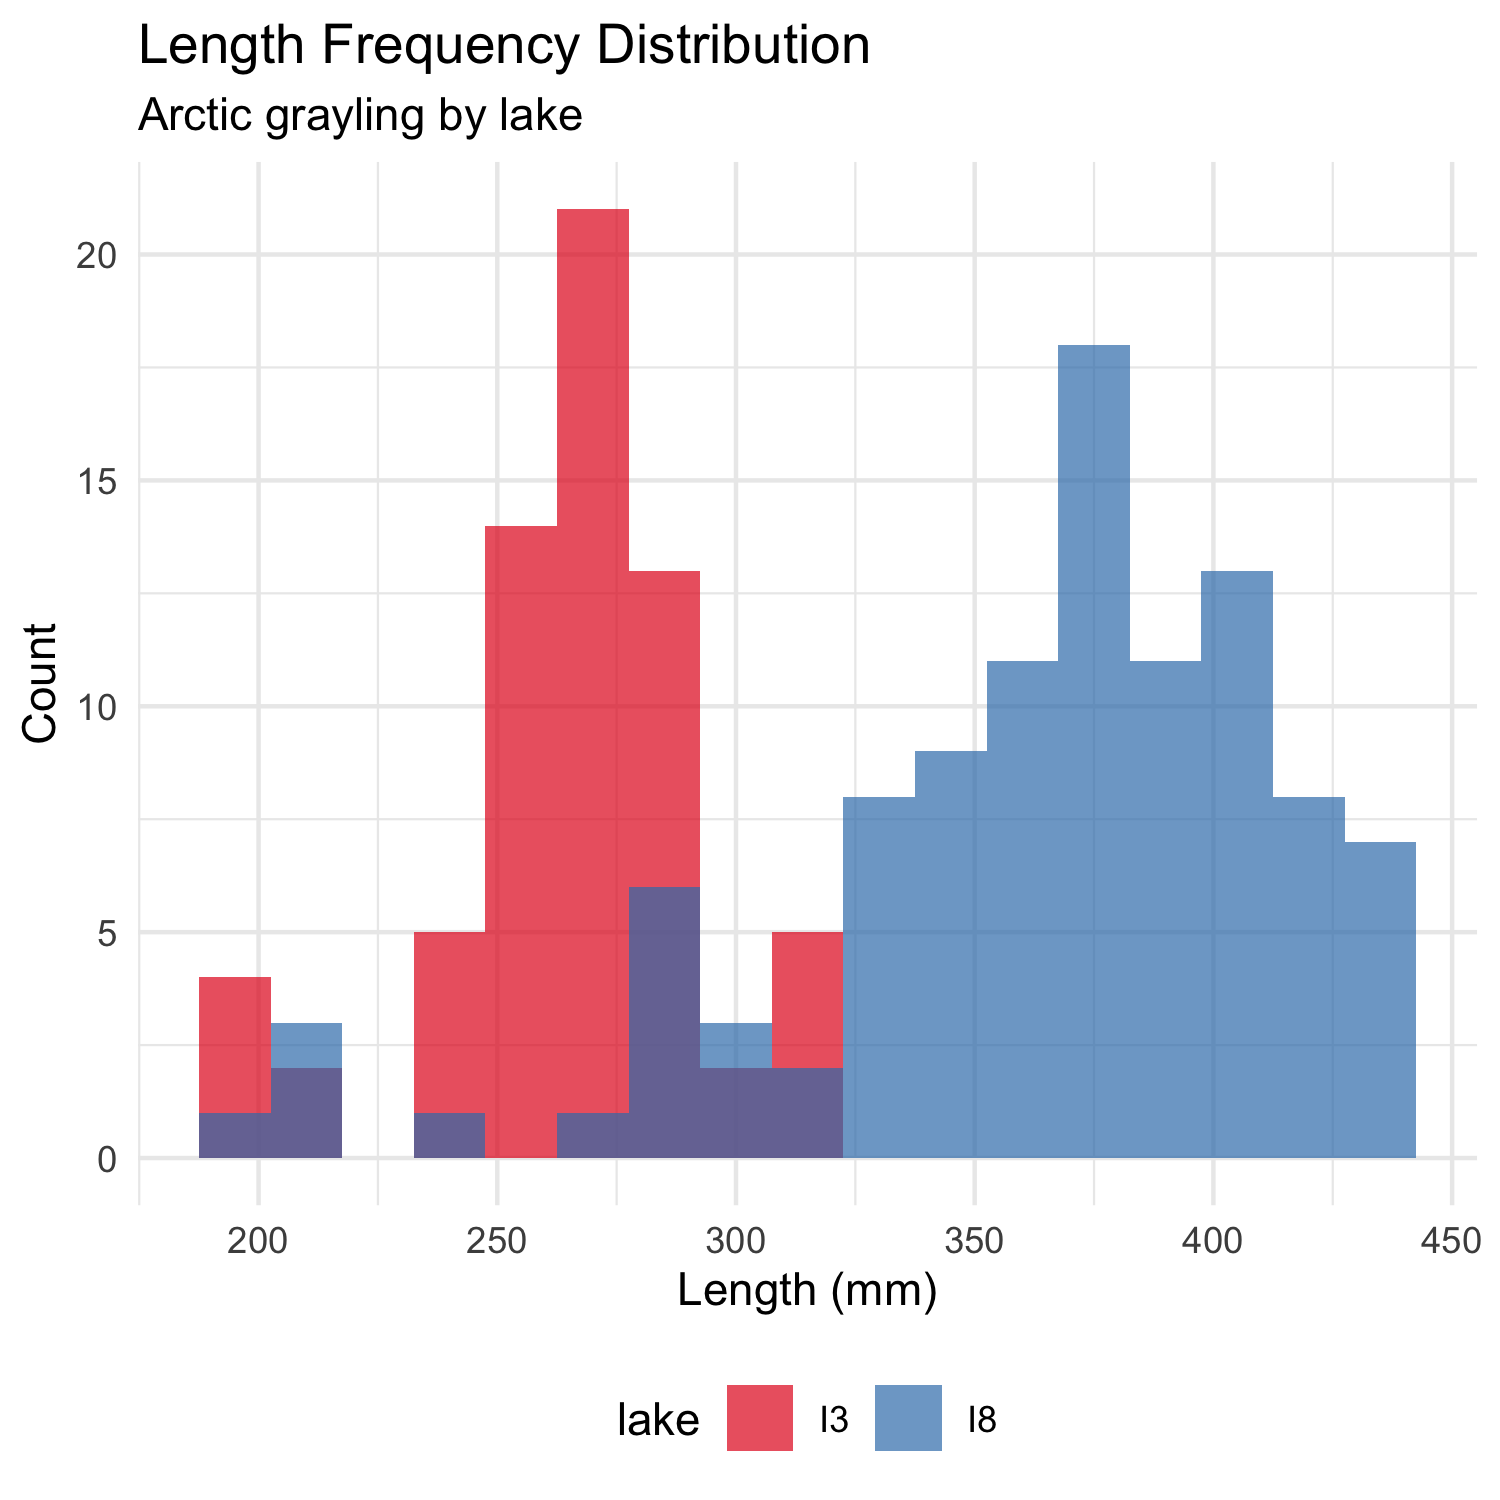 Length Frequency Distribution
Arctic grayling by lake
20
15
10
5
0
Count
200 250 300 350 400 450
Length (mm)
lake I3 I8